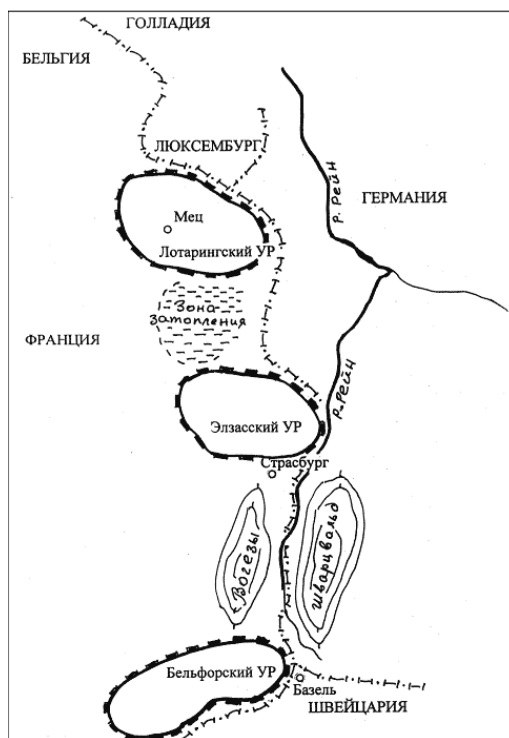 ГОЛЛАДИЯ
БЕЛЬГИЯ
ЛЮКСЕМБУРГ
р. Рейн
ГЕРМАНИЯ
Мец
Лотарингский УР
Зона
затопления
ФРАНЦИЯ
р. Рейн
Элзасский УР
Страсбург
Вогезы
Шварцвальд
Бельфорский УР
Базель
ШВЕЙЦАРИЯ